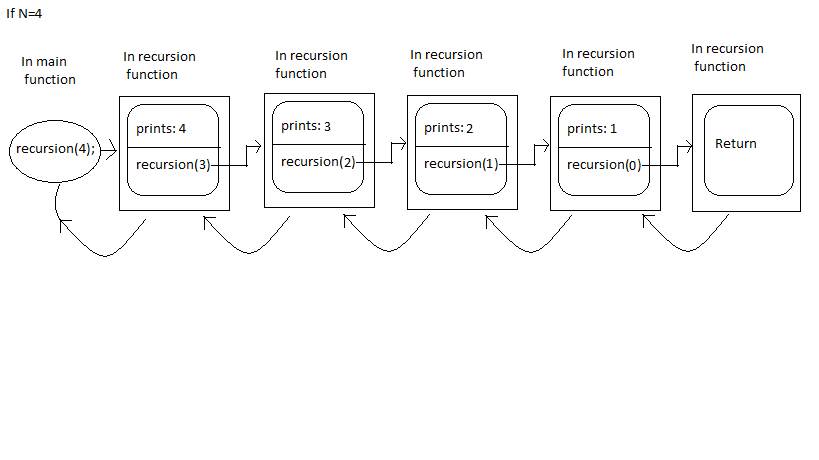 If N=4
In main
function
recursion(4);
In recursion
function
prints: 4
recursion(3)
In recursion
function
prints: 3
recursion(2)
In recursion
function
prints: 2
recursion(1)
In recursion
function
prints: 1
recursion(0)
In recursion
function
Return